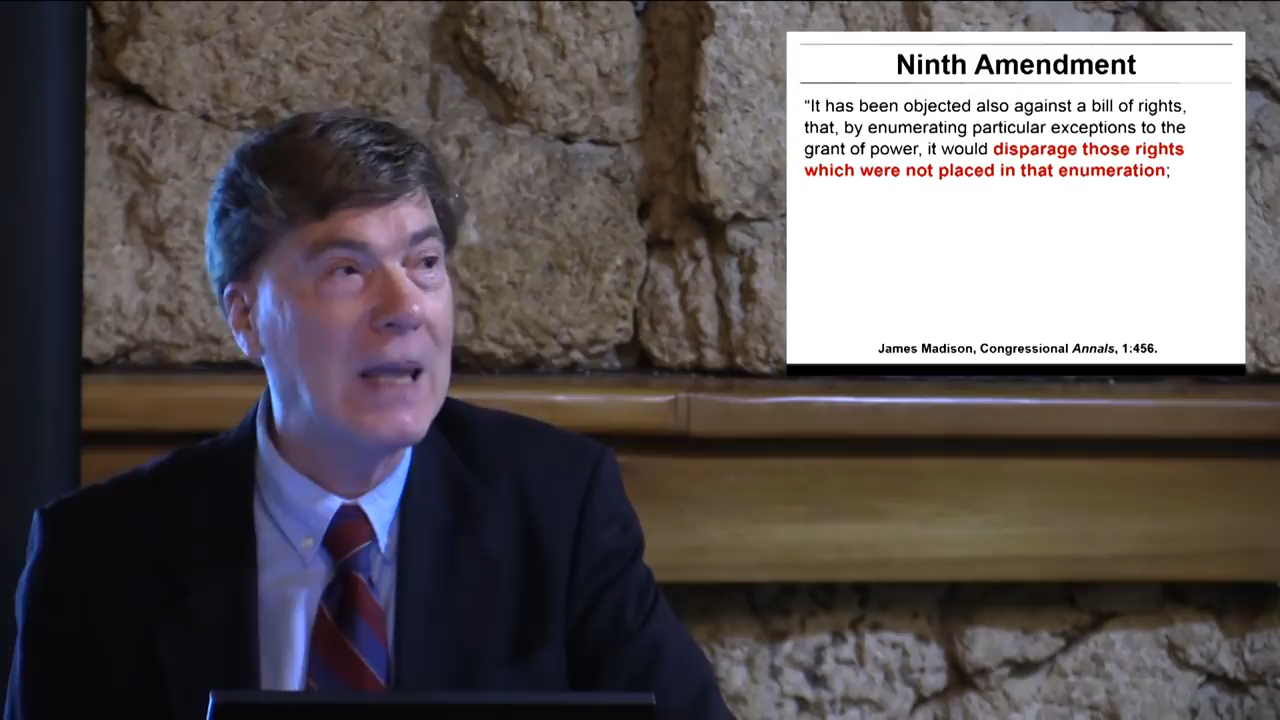 Ninth Amendment
“It has been objected also against a bill of rights,
that, by enumerating particular exceptions to the
grant of power, it would disparage those rights
which were not placed in that enumeration;
James Madison, Congressional Annals, 1:456.